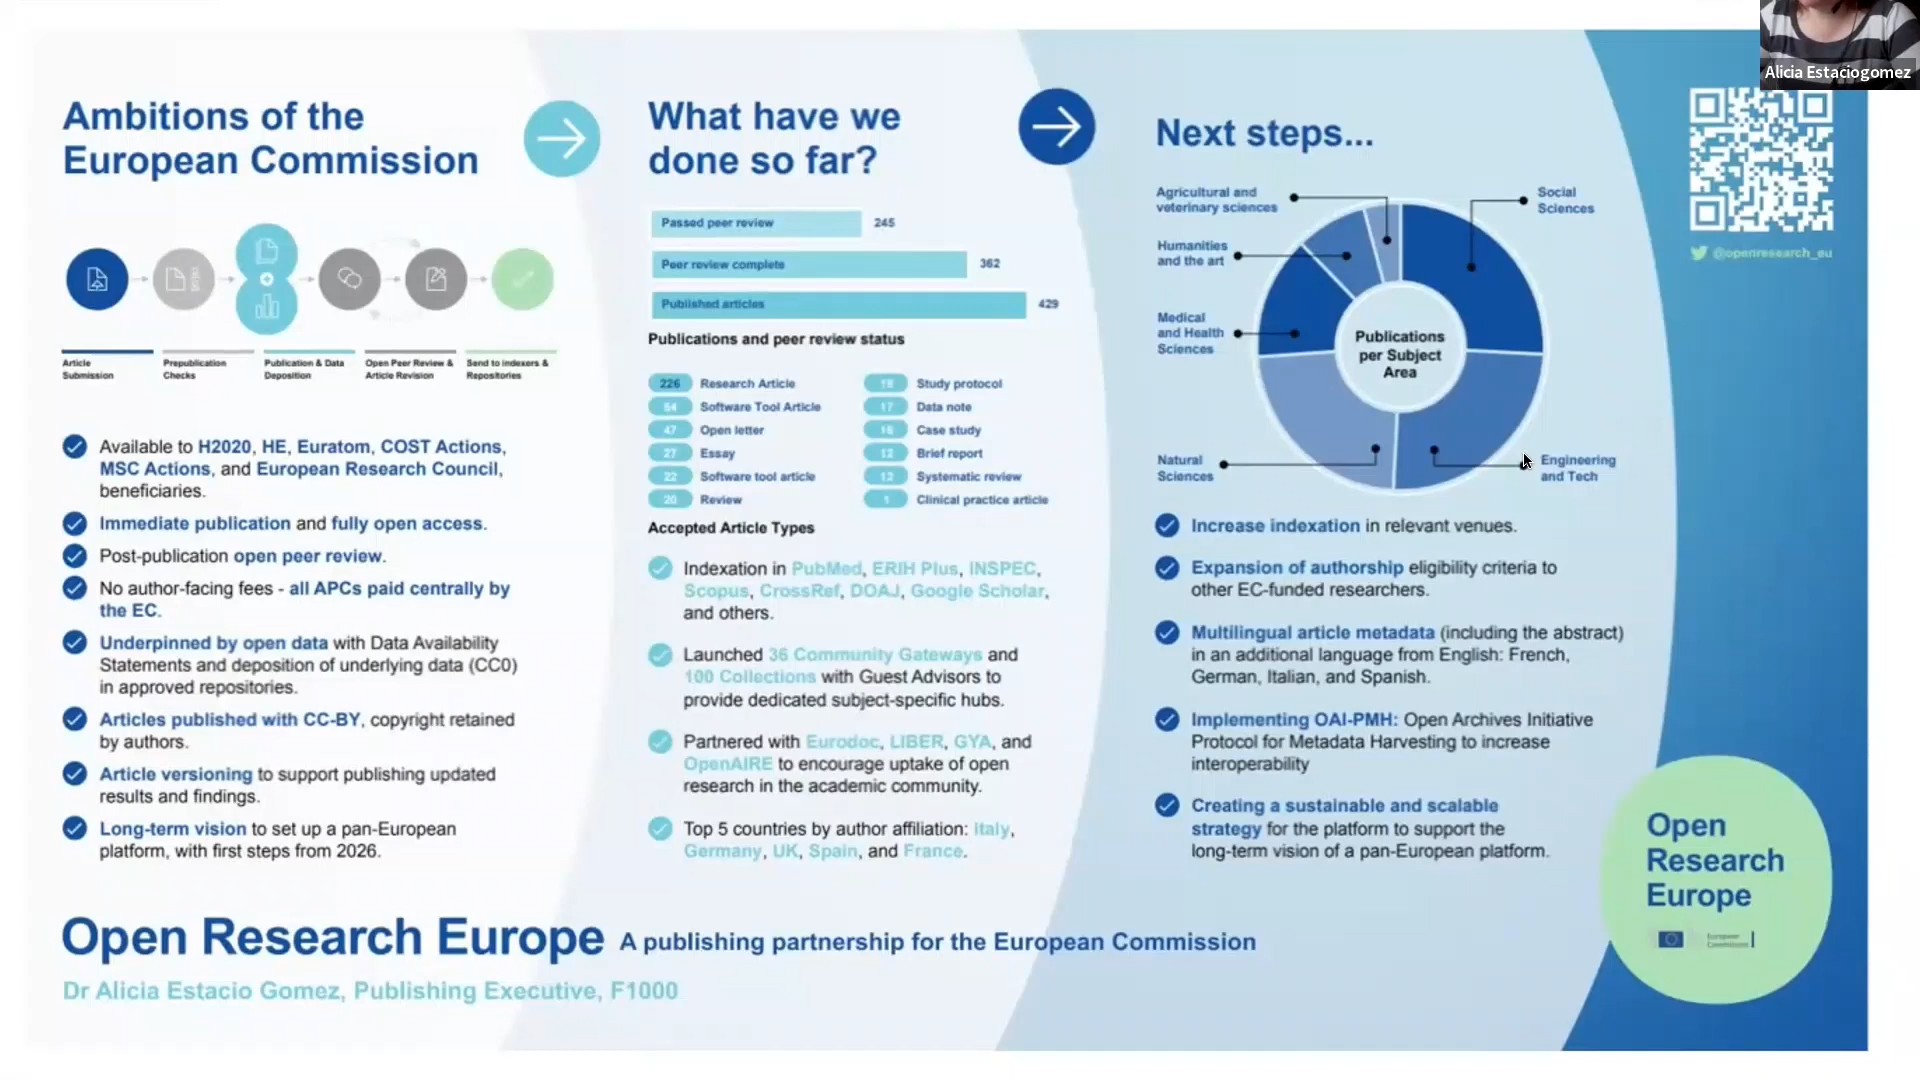 Alicia Estaciogomez
Ambitions of the
European Commission
Article
Submission
Prepublication
Checks
Publication & Data
Deposition
Open Peer Review &
Article Revision
Send to indexers &
Repositories
Available to H2020, HE, Euratom, COST Actions,
MSC Actions, and European Research Council,
beneficiaries.
Immediate publication and fully open access.
Post-publication open peer review.
No author-facing fees - all APCs paid centrally by
the EC.
Underpinned by open data with Data Availability
Statements and deposition of underlying data (CC0)
in approved repositories.
Articles published with CC-BY, copyright retained
by authors.
Article versioning to support publishing updated
results and findings.
Long-term vision to set up a pan-European
platform, with first steps from 2026.
What have we
done so far?
Passed peer review 245
Peer review complete 362
Published articles 429
Publications and peer review status
226 Research Article
54 Software Tool Article
47 Open letter
27 Essay
22 Software tool article
20 Review
Study protocol
17 Data note
Case study
12 Brief report
12 Systematic review
1 Clinical practice article
Accepted Article Types
Indexation in PubMed, ERIH Plus, INSPEC,
Scopus, CrossRef, DOAJ, Google Scholar,
and others.
Launched 36 Community Gateways and
100 Collections with Guest Advisors to
provide dedicated subject-specific hubs.
Partnered with Eurodoc, LIBER, GYA, and
OpenAIRE to encourage uptake of open
research in the academic community.
Top 5 countries by author affiliation: Italy,
Germany, UK, Spain, and France.
Next steps...
Agricultural and
veterinary sciences
Social
Sciences
Humanities
and the art
Medical
and Health
Sciences
Publications
per Subject
Area
Natural
Sciences
Engineering
and Tech
Increase indexation in relevant venues.
Expansion of authorship eligibility criteria to
other EC-funded researchers.
Multilingual article metadata (including the abstract)
in an additional language from English: French,
German, Italian, and Spanish.
Implementing OAI-PMH: Open Archives Initiative
Protocol for Metadata Harvesting to increase
interoperability
Creating a sustainable and scalable
strategy for the platform to support the
long-term vision of a pan-European platform.
@openresearch_eu
Open
Research
Europe
European
Commission
Open Research Europe A publishing partnership for the European Commission
Dr Alicia Estacio Gomez, Publishing Executive, F1000